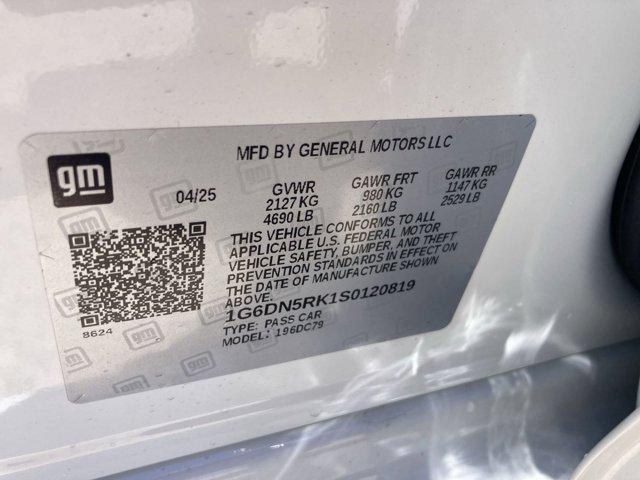 MFD BY GENERAL MOTORS LLC
gm
04/25
GVWR
2127 KG
4690 LB
GAWR FRT
980 KG
2160 LB
GAWR RR
1147 KG
2529 LB
THIS VEHICLE CONFORMS TO ALL
APPLICABLE U.S. FEDERAL MOTOR
VEHICLE SAFETY, BUMPER, AND THEFT
PREVENTION STANDARDS IN EFFECT ON
THE DATE OF MANUFACTURE SHOWN
ABOVE.
1G6DN5RK1S0120819
TYPE: PASS CAR
MODEL: 196DC79
8624